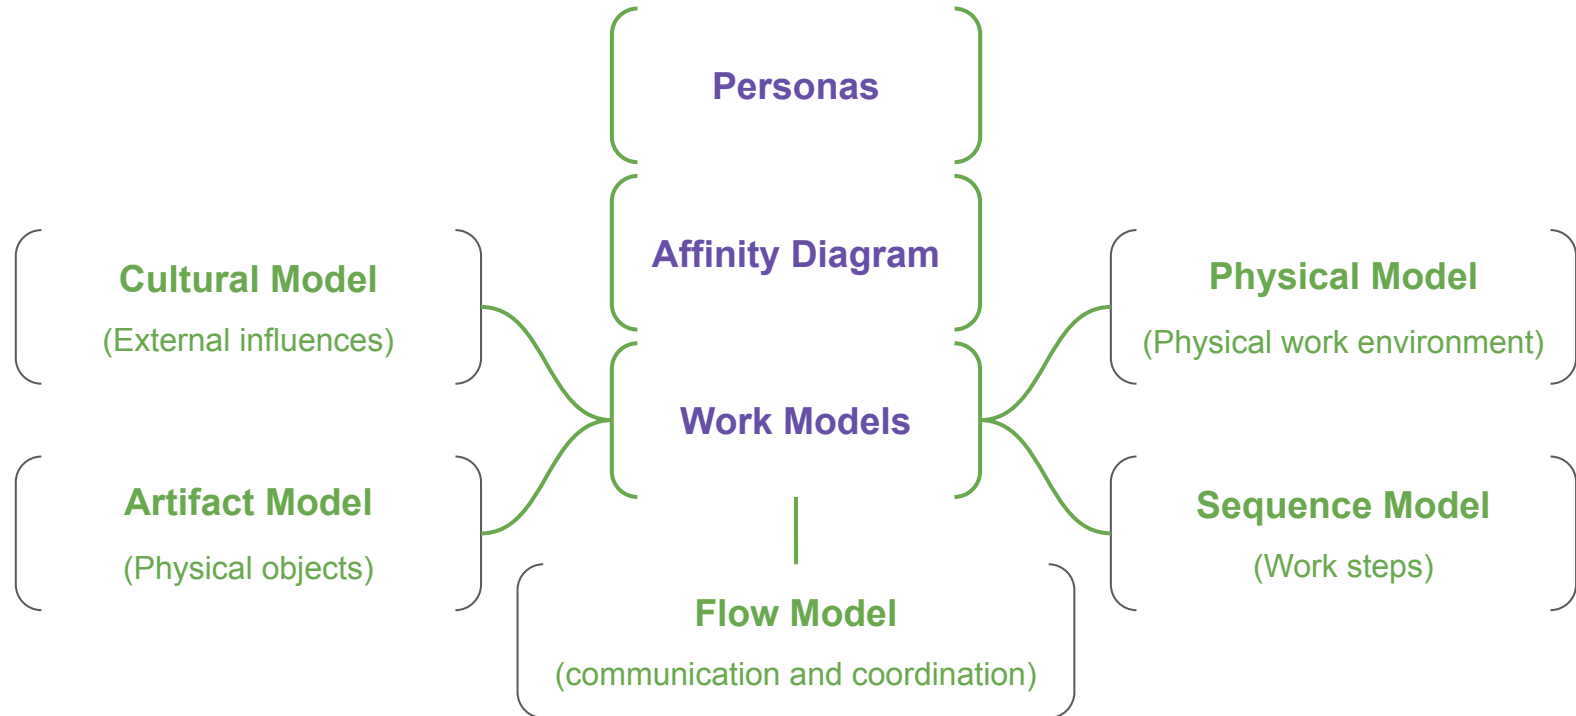 Personas
Affinity Diagram
Cultural Model
(External influences)
Physical Model
(Physical work environment)
Work Models
Artifact Model
(Physical objects)
Sequence Model
(Work steps)
Flow Model
(communication and coordination)